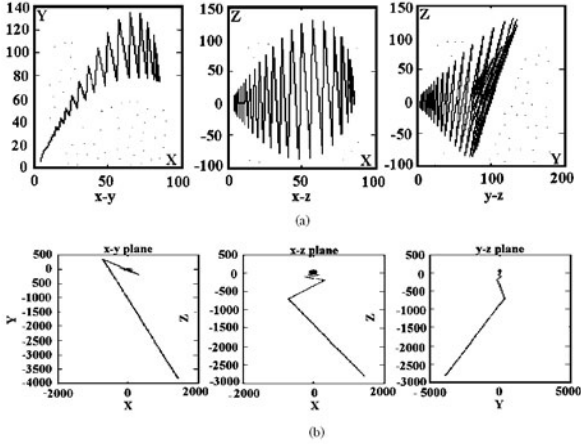 140 Y
120
100
80
60
40
20
0
X
0 50 100
x-y
150 Z
100
50
0
-50
-100
X
0 50 100
x-z
150 Z
100
50
0
-50
-100
Y
0 100 200
y-z
(a)
x-y plane
500
0
-500
-1000
-1500
-2000
-2500
-3000
-3500
-4000
Y
-2000 0 2000
X
x-z plane
500
0
-500
-1000
-1500
-2000
-2500
-3000
Z
-2000 0 2000
X
y-z plane
500
0
-500
-1000
-1500
-2000
-2500
-3000
Z
-5000 0 5000
Y
(b)